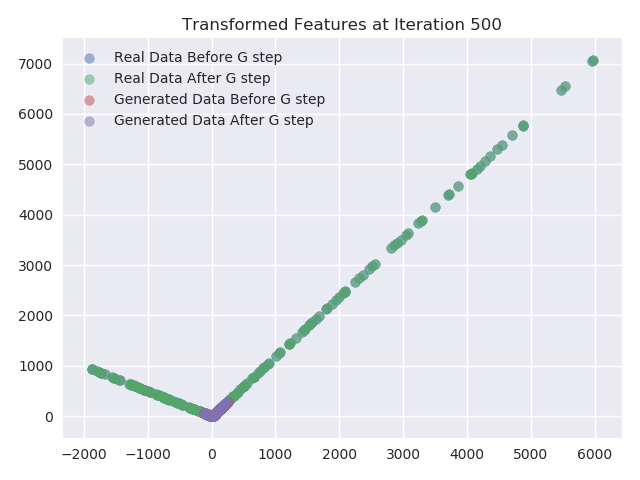 Transformed Features at Iteration 500
Real Data Before G step
Real Data After G step
Generated Data Before G step
Generated Data After G step
7000
6000
5000
4000
3000
2000
1000
0
−2000 −1000 0 1000 2000 3000 4000 5000 6000